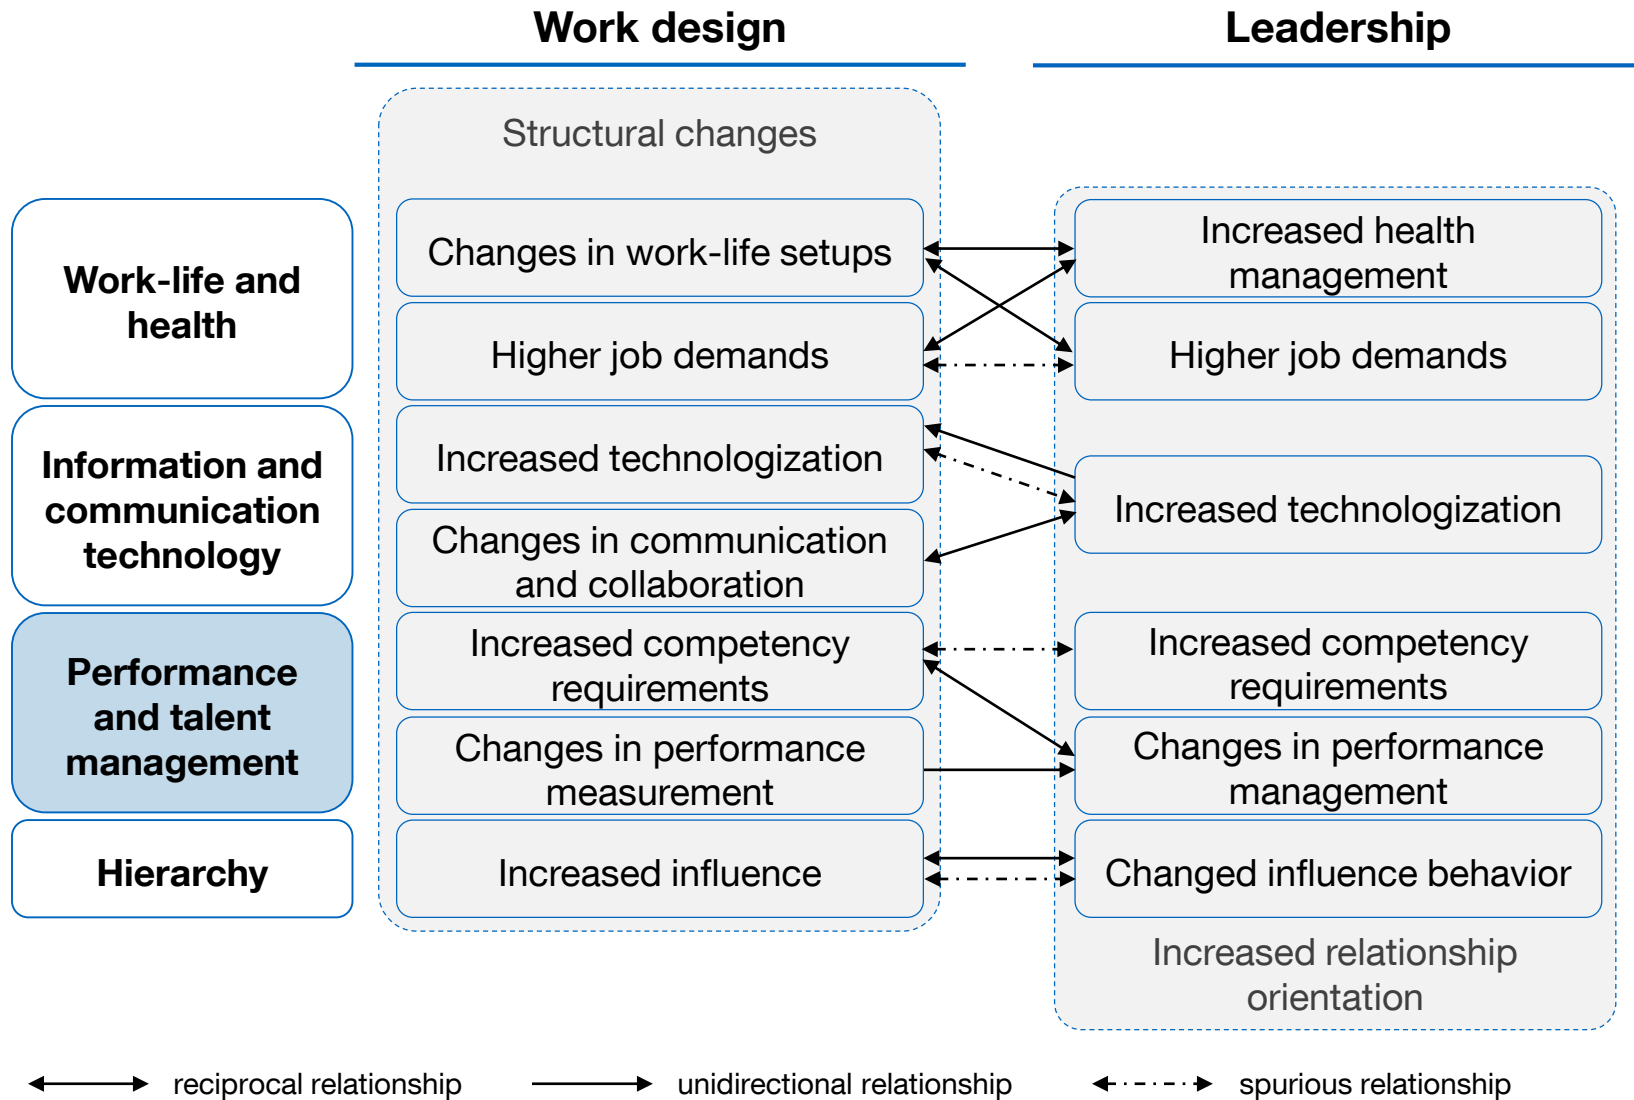 Work design
Leadership
Structural changes
Work-life and
health
Changes in work-life setups
Increased health
management
Higher job demands
Higher job demands
Information and
communication
technology
Increased technologization
Changes in communication
and collaboration
Increased technologization
Performance
and talent
management
Increased competency
requirements
Increased competency
requirements
Changes in performance
measurement
Changes in performance
management
Hierarchy
Increased influence
Changed influence behavior
Increased relationship
orientation
reciprocal relationship
unidirectional relationship
spurious relationship